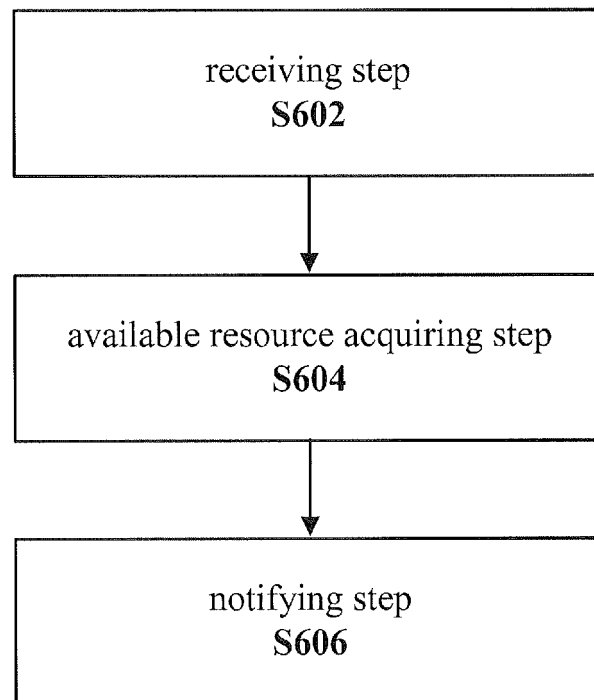 receiving step
S602
available resource acquiring step
S604
notifying step
S606